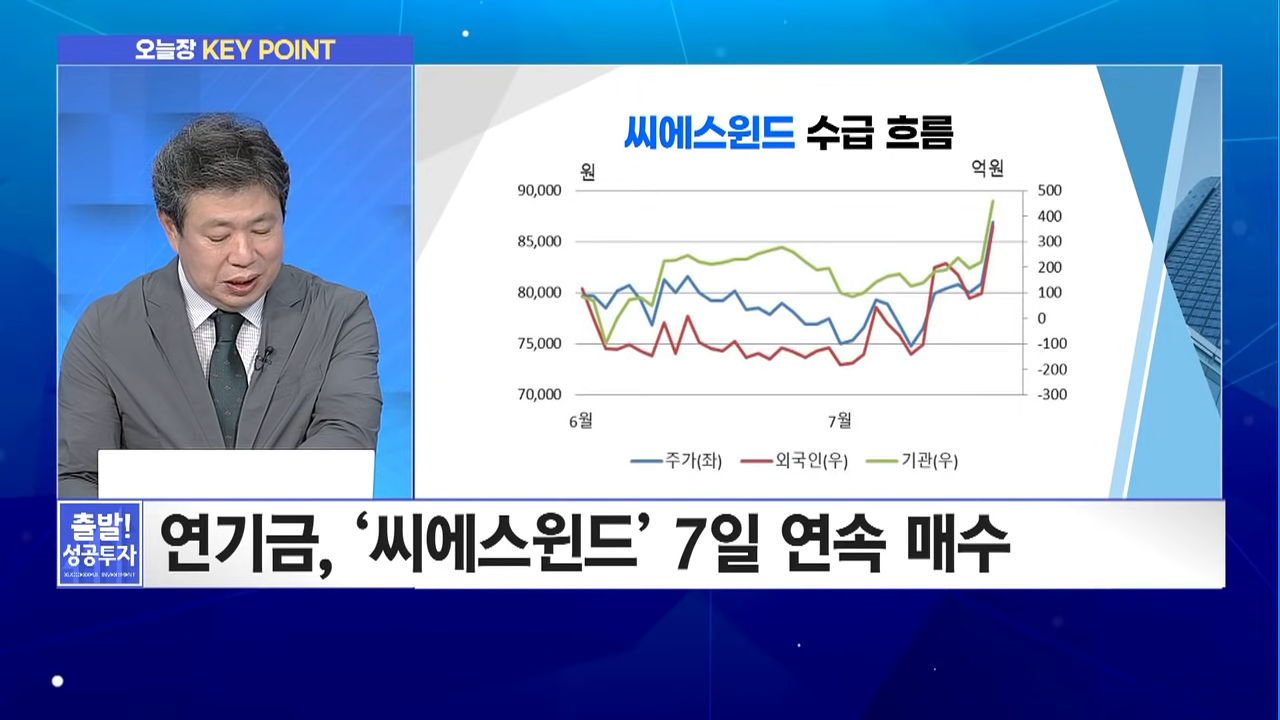 오늘장 KEY POINT
씨에스윈드 수급 흐름
원
억원
90,000
85,000
80,000
75,000
70,000
500
400
300
200
100
0
-100
-200
-300
6월
7월
주가(좌)
외국인(우)
기관(우)
출발!
성공투자
SUCCESSFUL INVESTMENT
연기금, ‘씨에스윈드’ 7일 연속 매수